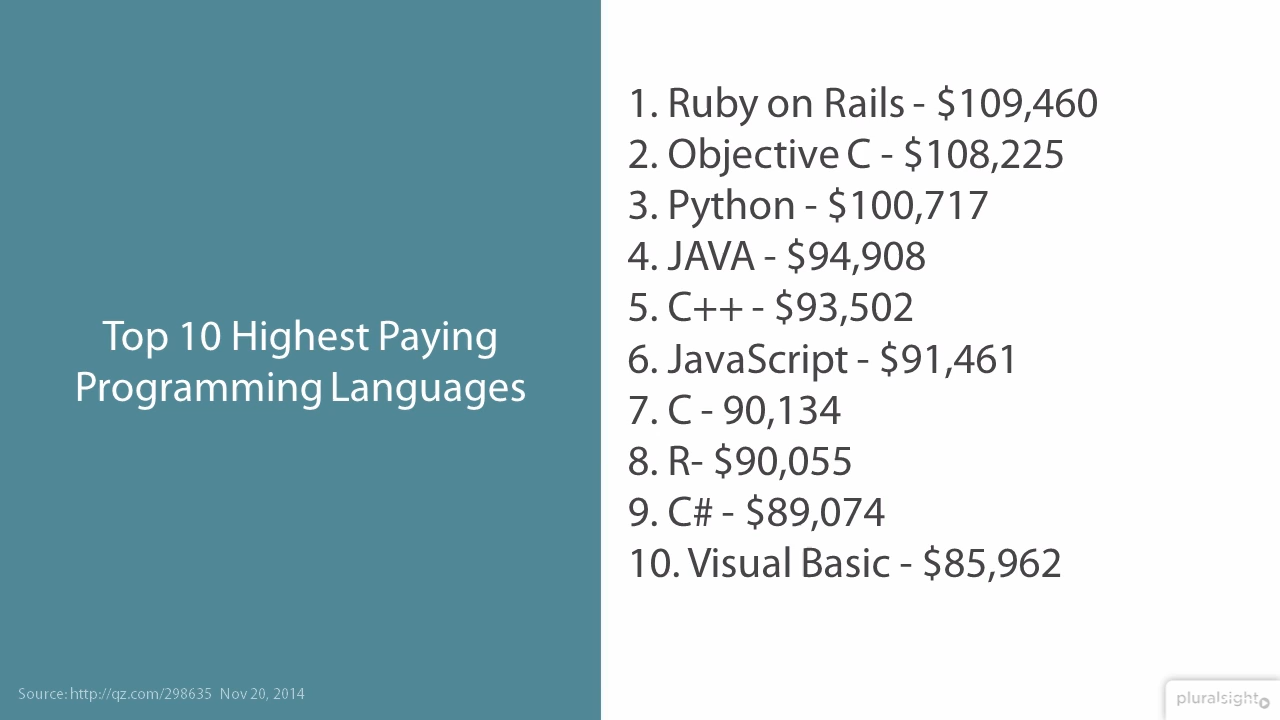 Top 10 Highest Paying
Programming Languages
1. Ruby on Rails - $109,460
2. Objective C - $108,225
3. Python - $100,717
4. JAVA - $94,908
5. C++ - $93,502
6. JavaScript - $91,461
7. C - 90,134
8. R- $90,055
9. C# - $89,074
10. Visual Basic - $85,962
Source: http://qz.com/298635 Nov 20, 2014
pluralsight